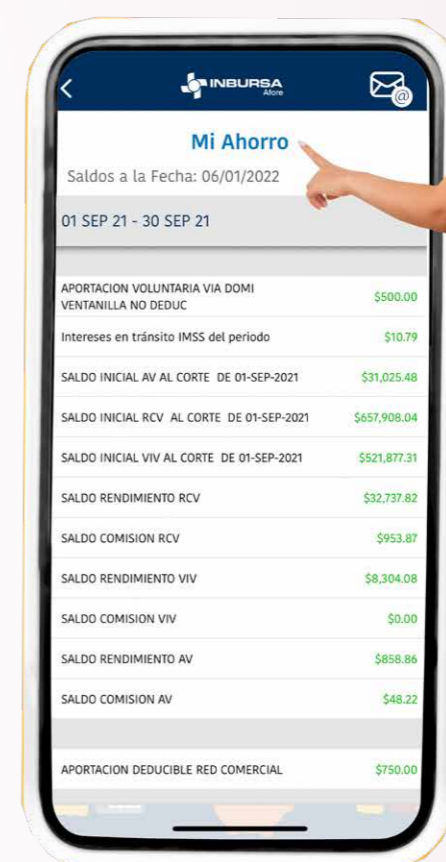 INBURSA
Afore
@
Mi Ahorro
Saldos a la Fecha: 06/01/2022
01 SEP 21 - 30 SEP 21
APORTACION VOLUNTARIA VIA DOMI
VENTANILLA NO DEDUC $500.00
Intereses en tránsito IMSS del periodo $10.79
SALDO INICIAL AV AL CORTE DE 01-SEP-2021 $31,025.48
SALDO INICIAL RCV AL CORTE DE 01-SEP-2021 $657,908.04
SALDO INICIAL VIV AL CORTE DE 01-SEP-2021 $521,877.31
SALDO RENDIMIENTO RCV $32,737.82
SALDO COMISION RCV $953.87
SALDO RENDIMIENTO VIV $8,304.08
SALDO COMISION VIV $0.00
SALDO RENDIMIENTO AV $858.86
SALDO COMISION AV $48.22
APORTACION DEDUCIBLE RED COMERCIAL $750.00